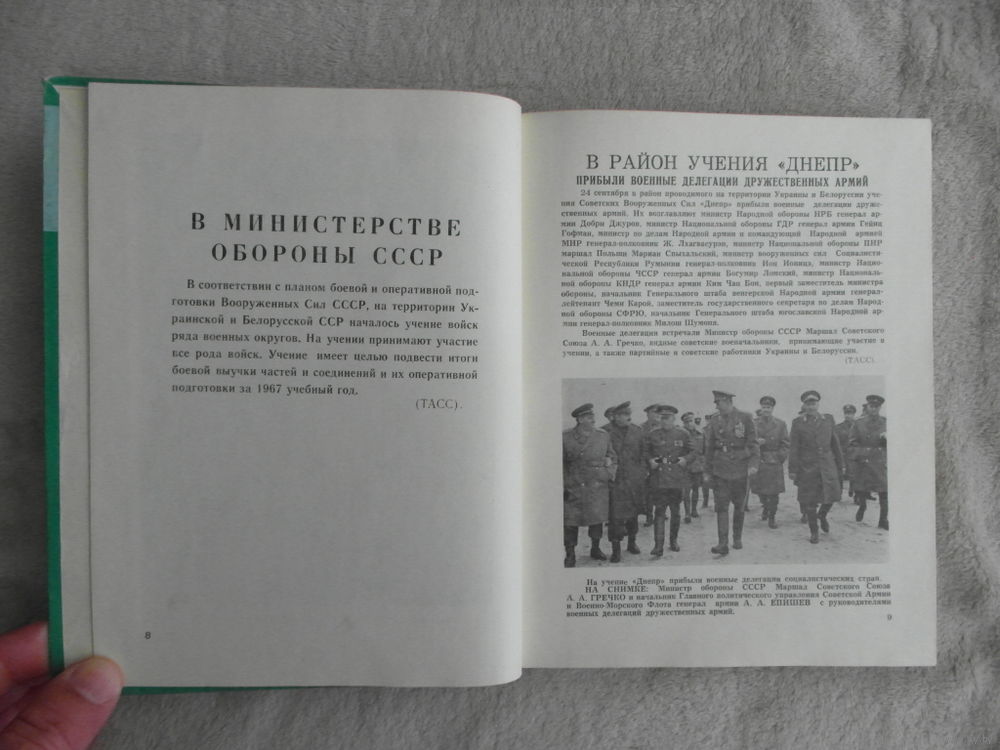 В МИНИСТЕРСТВЕ
ОБОРОНЫ СССР
В соответствии с планом боевой и оперативной под-
готовки Вооруженных Сил СССР, на территории Ук-
раинской и Белорусской ССР началось учение войск
ряда военных округов. На учении принимают участие
все рода войск. Учение имеет целью подвести итоги
боевой выучки частей и соединений и их оперативной
подготовки за 1967 учебный год.
(ТАСС).
8
В РАЙОН УЧЕНИЯ «ДНЕПР»
ПРИБЫЛИ ВОЕННЫЕ ДЕЛЕГАЦИИ ДРУЖЕСТВЕННЫХ АРМИЙ
24 сентября в район проводимого на территории Украины и Белоруссии уче-
ния Советских Вооруженных Сил «Днепр» прибыли военные делегации друже-
ственных армий. Их возглавляют министр Народной обороны НРБ генерал ар-
мии Добри Джуров, министр Национальной обороны ГДР генерал армии Гейнц
Гофман, министр по делам Народной армии и командующий Народной армией
МНР генерал-полковник Ж. Лхагвасурэн, министр Национальной обороны ПНР
маршал Польши Мариан Спыхальский, министр вооруженных сил Социалисти-
ческой Республики Румынии генерал-полковник Ион Ионицэ, министр Нацио-
нальной обороны ЧССР генерал армии Богумир Ломский, министр Националь-
ной обороны КНДР генерал армии Ким Чан Бон, первый заместитель министра
обороны, начальник Генерального штаба венгерской Народной армии генерал-
лейтенант Чеми Карой, заместитель государственного секретаря по делам Народ-
ной обороны СФРЮ, начальник Генерального штаба югославской Народной ар-
мии генерал-полковник Милош Шумоня.
Военные делегации встречали Министр обороны СССР Маршал Советского
Союза А. А. Гречко, видные советские военачальники, принимающие участие в
учении, а также партийные и советские работники Украины и Белоруссии.
(ТАСС).
На учение «Днепр» прибыли военные делегации социалистических стран.
НА СНИМКЕ: Министр обороны СССР Маршал Советского Союза
А. А. ГРЕЧКО и начальник Главного политического управления Советской Армии
и Военно-Морского Флота генерал армии А. А. ЕПИШЕВ с руководителями
военных делегаций дружественных армий.
9